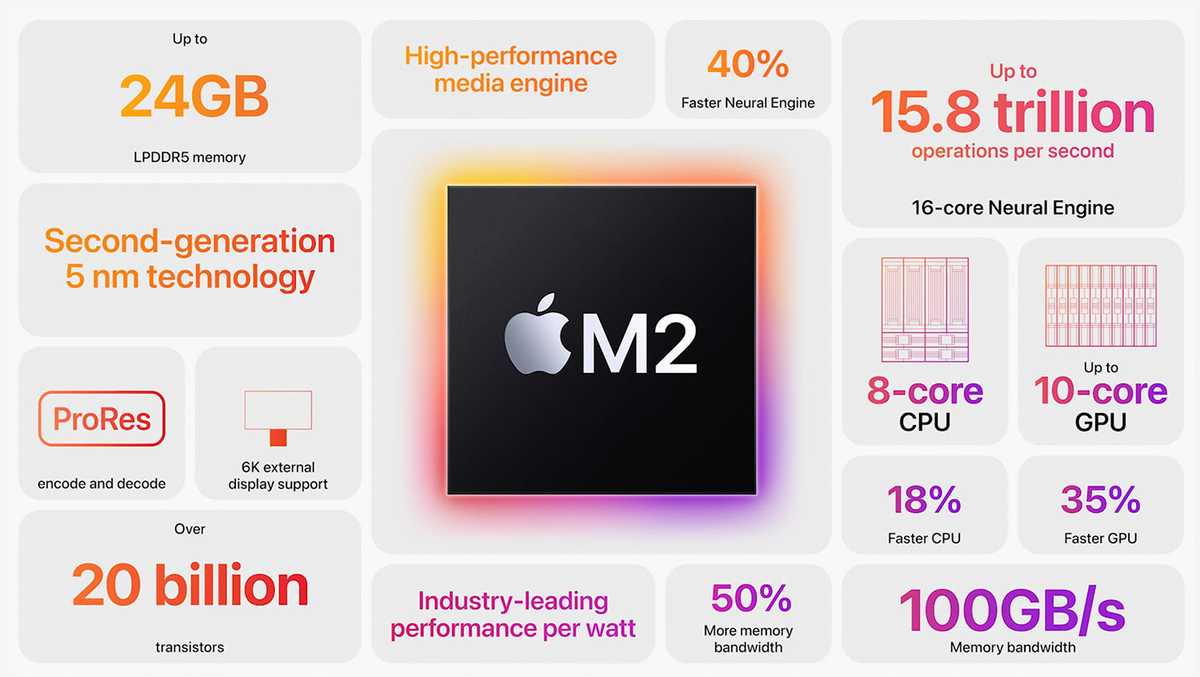 Up to
24GB
LPDDR5 memory
Second-generation
5 nm technology
ProRes
encode and decode
6K external
display support
Over
20 billion
transistors
High-performance
media engine
40%
Faster Neural Engine
M2
Industry-leading
performance per watt
50%
More memory
bandwidth
Up to
15.8 trillion
operations per second
16-core Neural Engine
8-core
CPU
Up to
10-core
GPU
18%
Faster CPU
35%
Faster GPU
100GB/s
Memory bandwidth